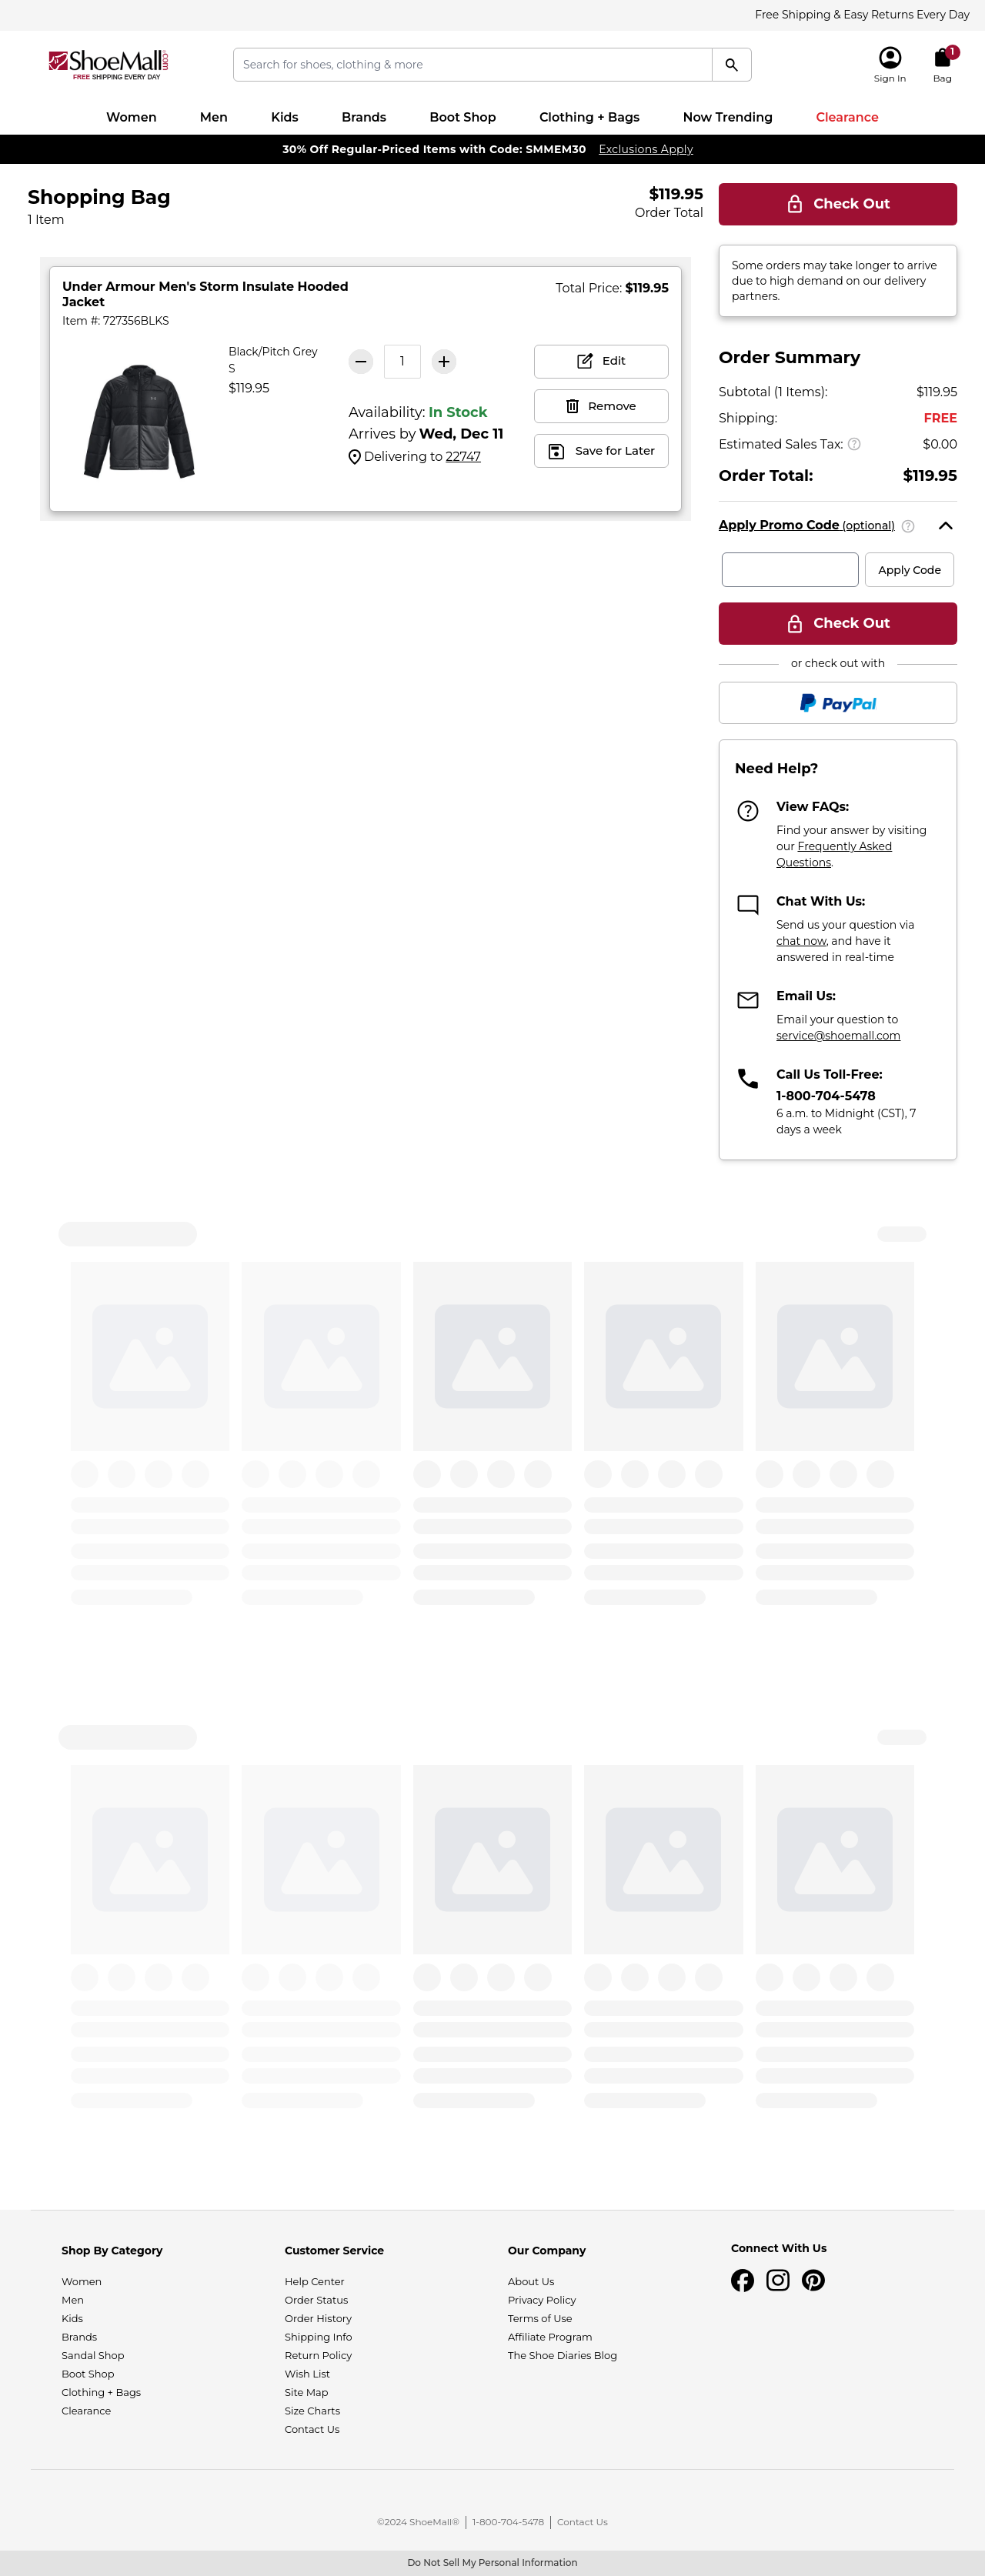 Free Shipping & Easy Returns Every Day
ShoeMall.com
FREE SHIPPING EVERY DAY
Search for shoes, clothing & more
Sign In
1
Bag
Women Men Kids Brands Boot Shop Clothing + Bags Now Trending Clearance
30% Off Regular-Priced Items with Code: SMMEM30 Exclusions Apply
Shopping Bag
1 Item
$119.95
Order Total
Check Out
Some orders may take longer to arrive
due to high demand on our delivery
partners.
Under Armour Men's Storm Insulate Hooded
Jacket
Item #: 727356BLKS
Total Price: $119.95
Black/Pitch Grey
S
$119.95
1
Availability: In Stock
Arrives by Wed, Dec 11
Delivering to 22747
Edit
Remove
Save for Later
Order Summary
Subtotal (1 Items): $119.95
Shipping: FREE
Estimated Sales Tax: ? $0.00
Order Total: $119.95
Apply Promo Code (optional) ?
Apply Code
Check Out
or check out with
PayPal
Need Help?
View FAQs:
Find your answer by visiting
our Frequently Asked
Questions.
Chat With Us:
Send us your question via
chat now, and have it
answered in real-time
Email Us:
Email your question to
service@shoemall.com
Call Us Toll-Free:
1-800-704-5478
6 a.m. to Midnight (CST), 7
days a week
Shop By Category
Women
Men
Kids
Brands
Sandal Shop
Boot Shop
Clothing + Bags
Clearance
Customer Service
Help Center
Order Status
Order History
Shipping Info
Return Policy
Wish List
Site Map
Size Charts
Contact Us
Our Company
About Us
Privacy Policy
Terms of Use
Affiliate Program
The Shoe Diaries Blog
Connect With Us
©2024 ShoeMall® 1-800-704-5478 Contact Us
Do Not Sell My Personal Information